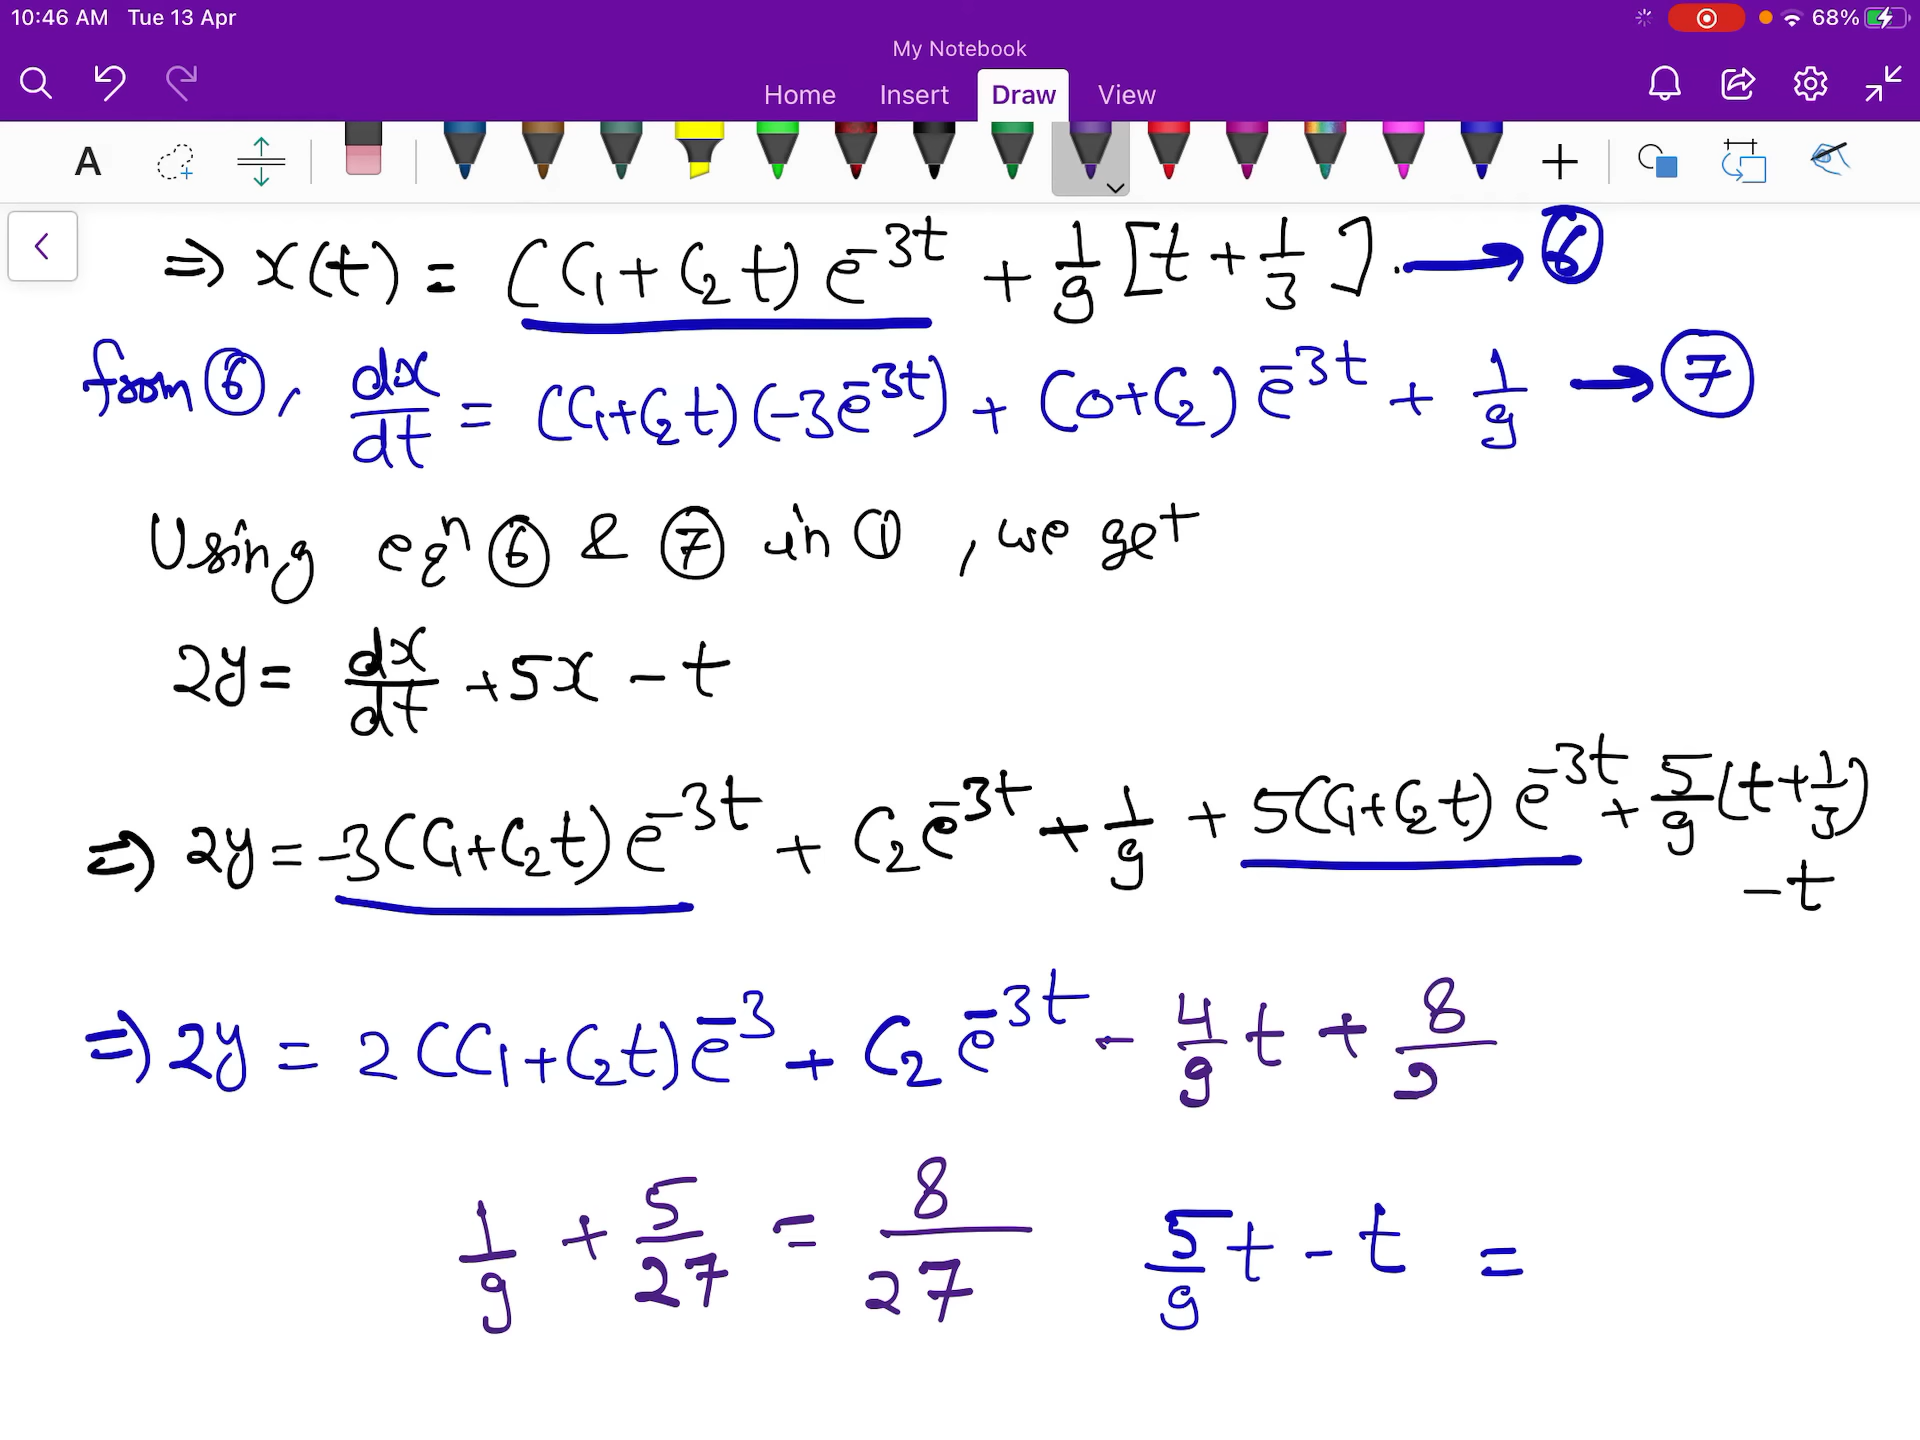 10:46 AM Tue 13 Apr 68%
My Notebook
Home Insert Draw View
A
⇒ x(t) = (C₁ + C₂ t) e^-3t + 1/9 [t + 1/3]. → ⑥
from ⑥, dx/dt = (C₁+C₂ t) (-3e^-3t) + (0+C₂) e^-3t + 1/9 → ⑦
Using eqⁿ ⑥ & ⑦ in ①, we get
2y = dx/dt + 5x - t
⇒ 2y = -3(C₁+C₂t) e^-3t + C₂e^-3t + 1/9 + 5(C₁+C₂t) e^-3t + 5/9 (t+1/3)
- t
⇒ 2y = 2(C₁+C₂t) e^-3 + C₂ e^-3t - 4/9 t + 8/2
1/9 + 5/27 = 8/27 5/9 t - t =